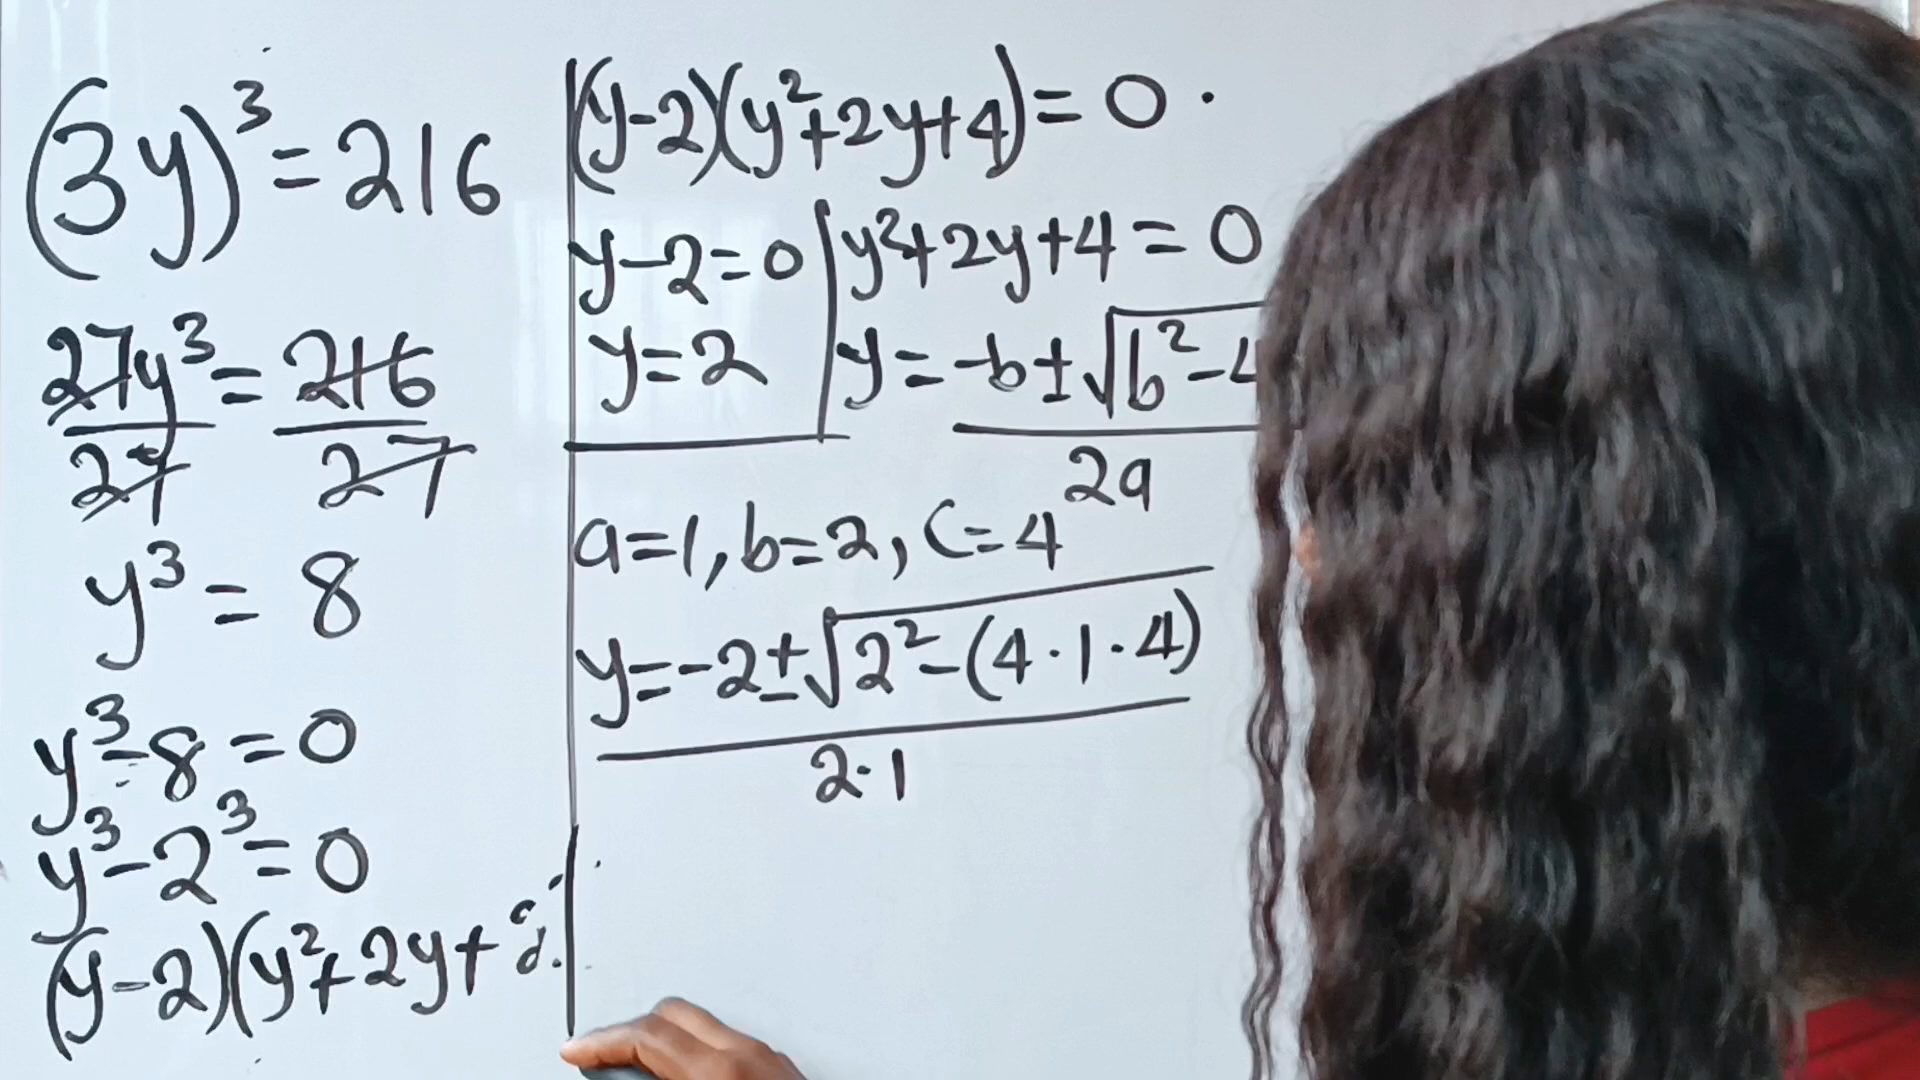 (3y)³ = 216
27y³/27 = 216/27
y³ = 8
y³-8 = 0
y³-2³ = 0
(y-2)(y²+2y+
(y-2)(y²+2y+4) = 0
y-2=0
y=2
y²+2y+4 = 0
y = -b±√b²-4
2a
a=1, b=2, c=4
y = -2±√2²-(4·1·4)
2·1